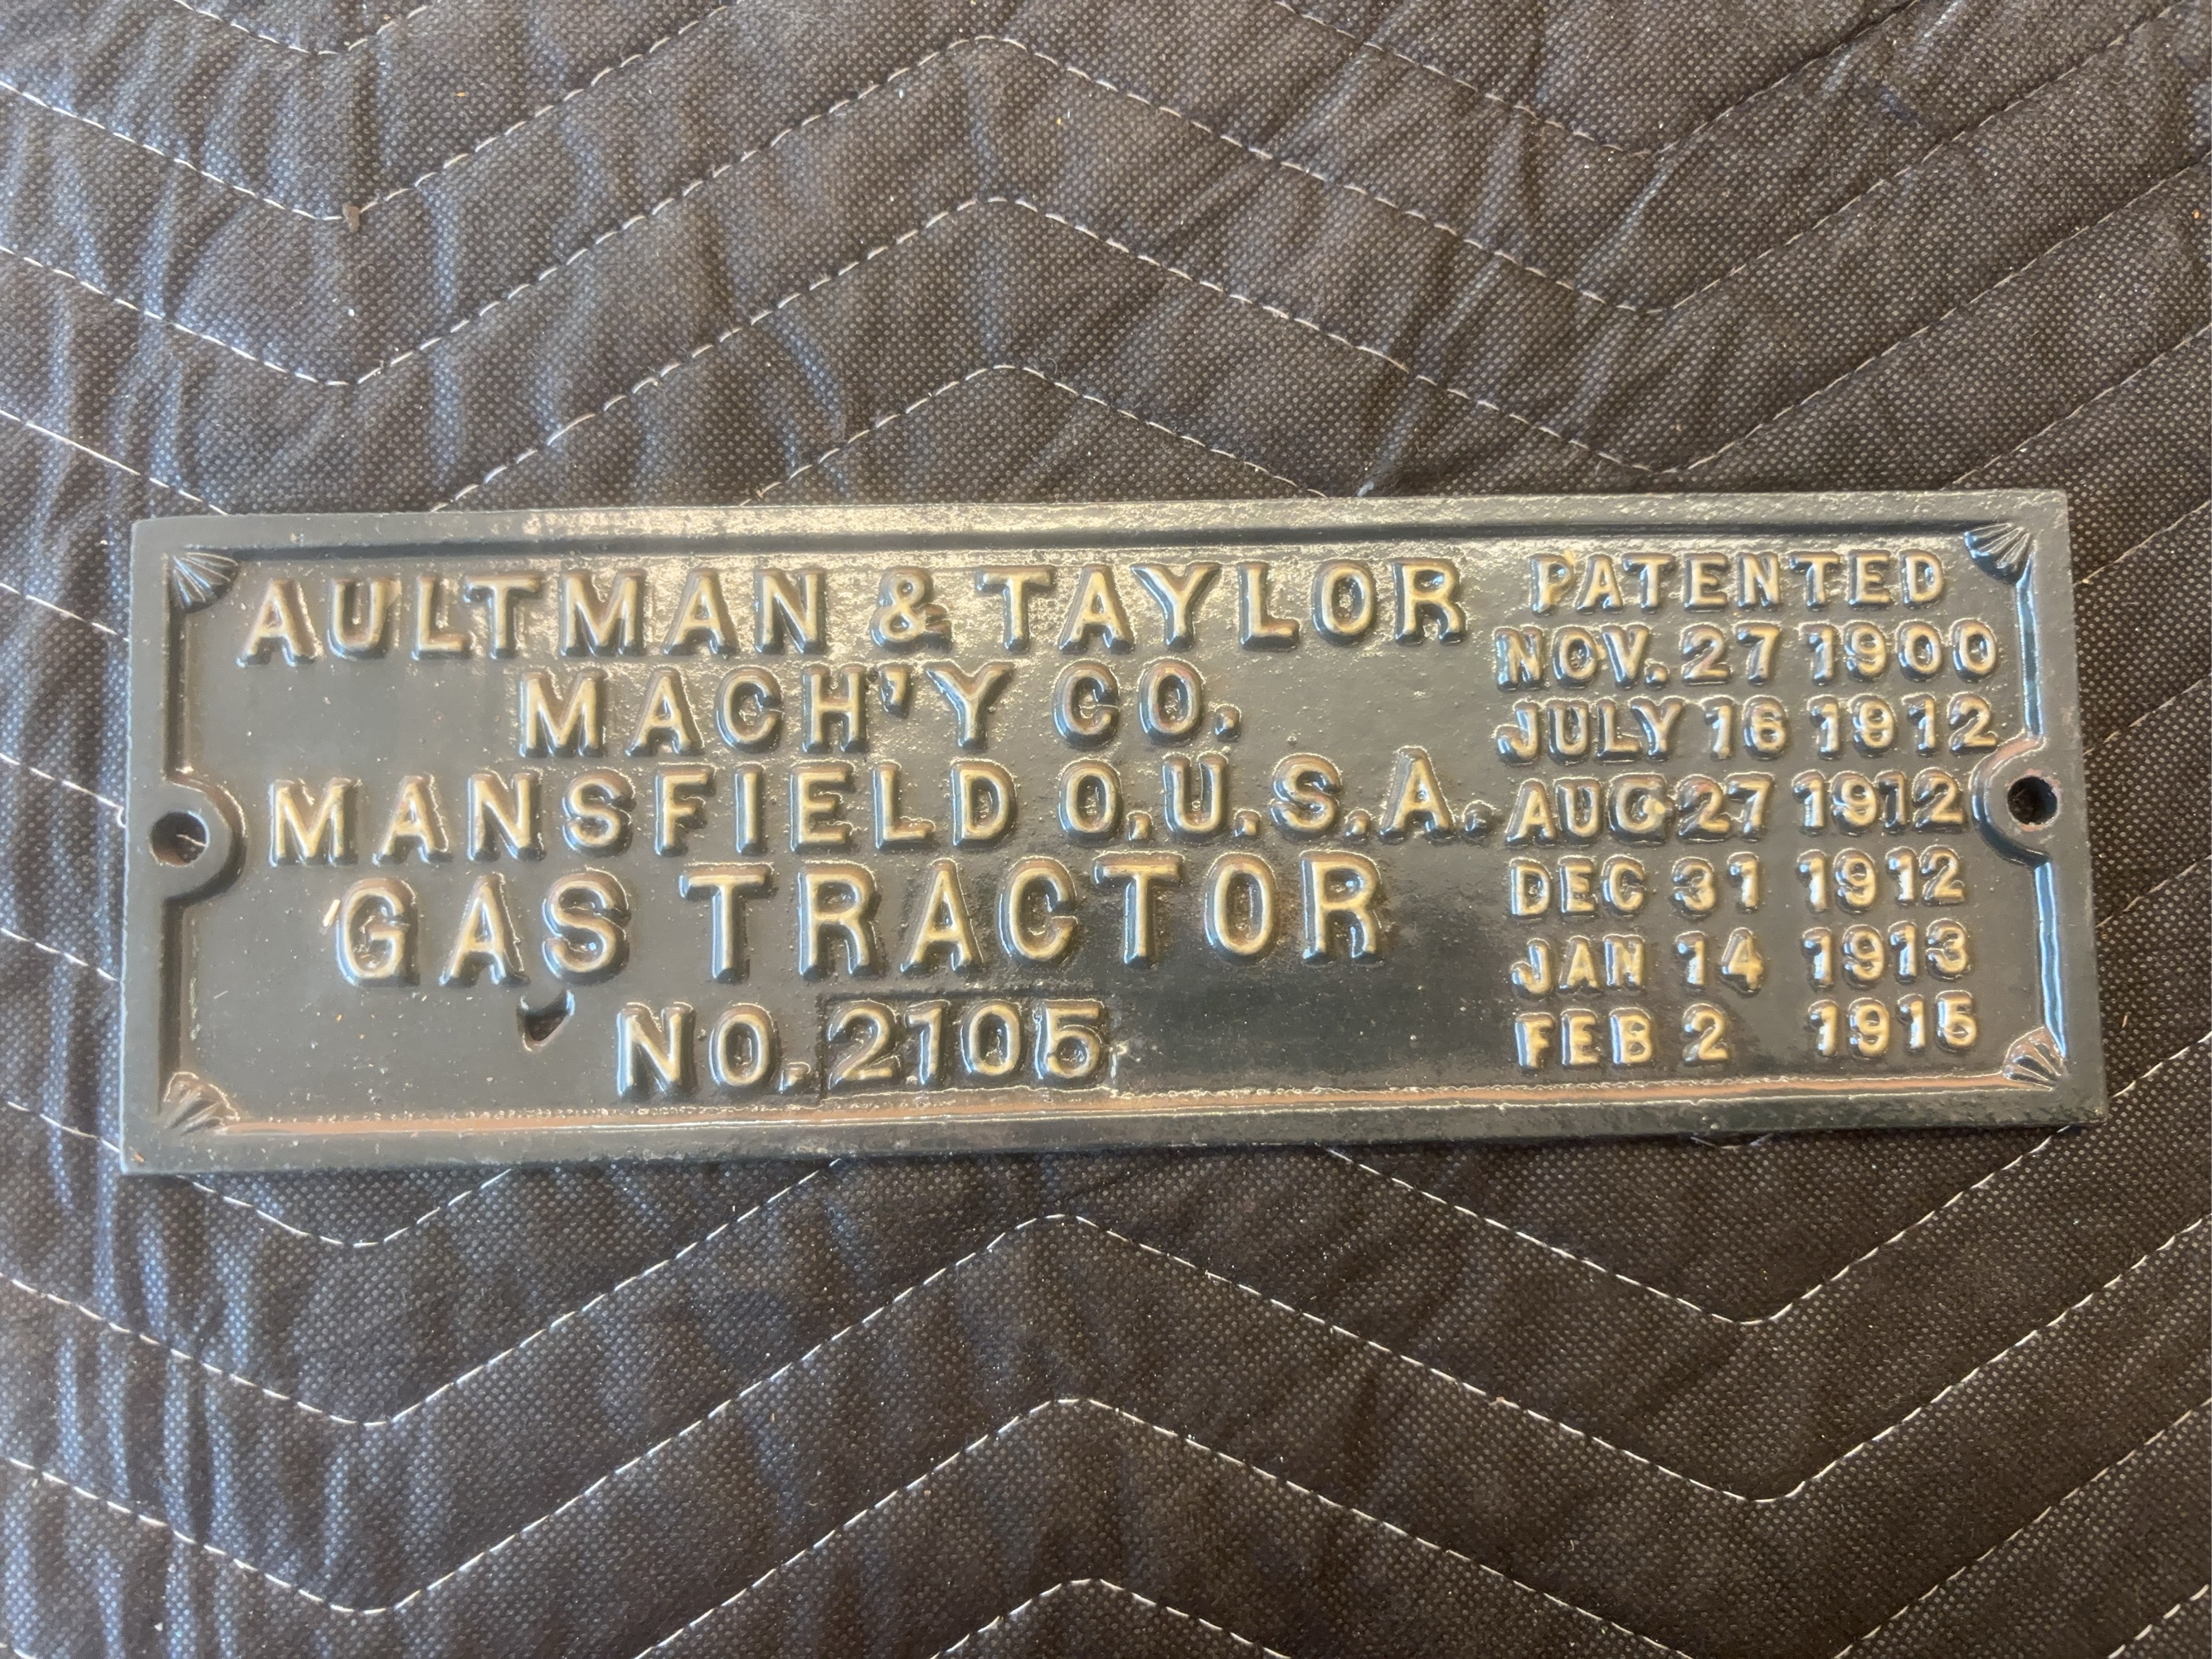 AULTMAN & TAYLOR
MACH'Y CO.
MANSFIELD O. U.S.A.
GAS TRACTOR
NO. 2105
PATENTED
NOV. 27 1900
JULY 16 1912
AUG 27 1912
DEC 31 1912
JAN 14 1913
FEB 2 1915